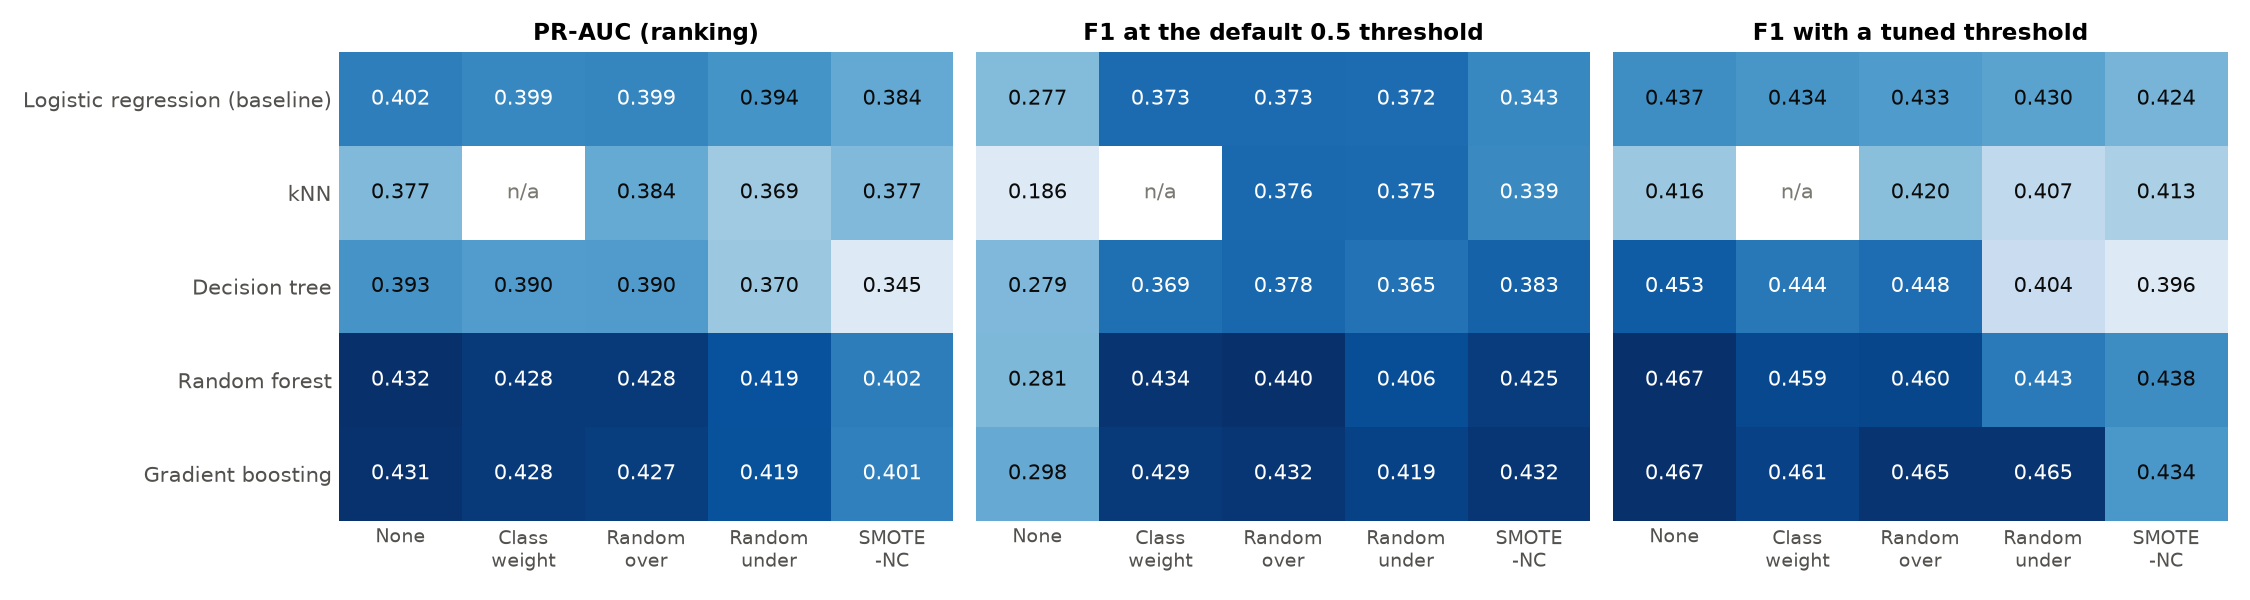 PR-AUC (ranking) F1 at the default 0.5 threshold F1 with a tuned threshold
Logistic regression (baseline) 0.402 0.399 0.399 0.394 0.384 0.277 0.373 0.373 0.372 0.343 0.437 0.434 0.433 0.430 0.424
kNN 0.377 n/a 0.384 0.369 0.377 0.186 n/a 0.376 0.375 0.339 0.416 n/a 0.420 0.407 0.413
Decision tree 0.393 0.390 0.390 0.370 0.345 0.279 0.369 0.378 0.365 0.383 0.453 0.444 0.448 0.404 0.396
Random forest 0.432 0.428 0.428 0.419 0.402 0.281 0.434 0.440 0.406 0.425 0.467 0.459 0.460 0.443 0.438
Gradient boosting 0.431 0.428 0.427 0.419 0.401 0.298 0.429 0.432 0.419 0.432 0.467 0.461 0.465 0.465 0.434
None Class Random Random SMOTE None Class Random Random SMOTE None Class Random Random SMOTE
weight over under -NC weight over under -NC weight over under -NC